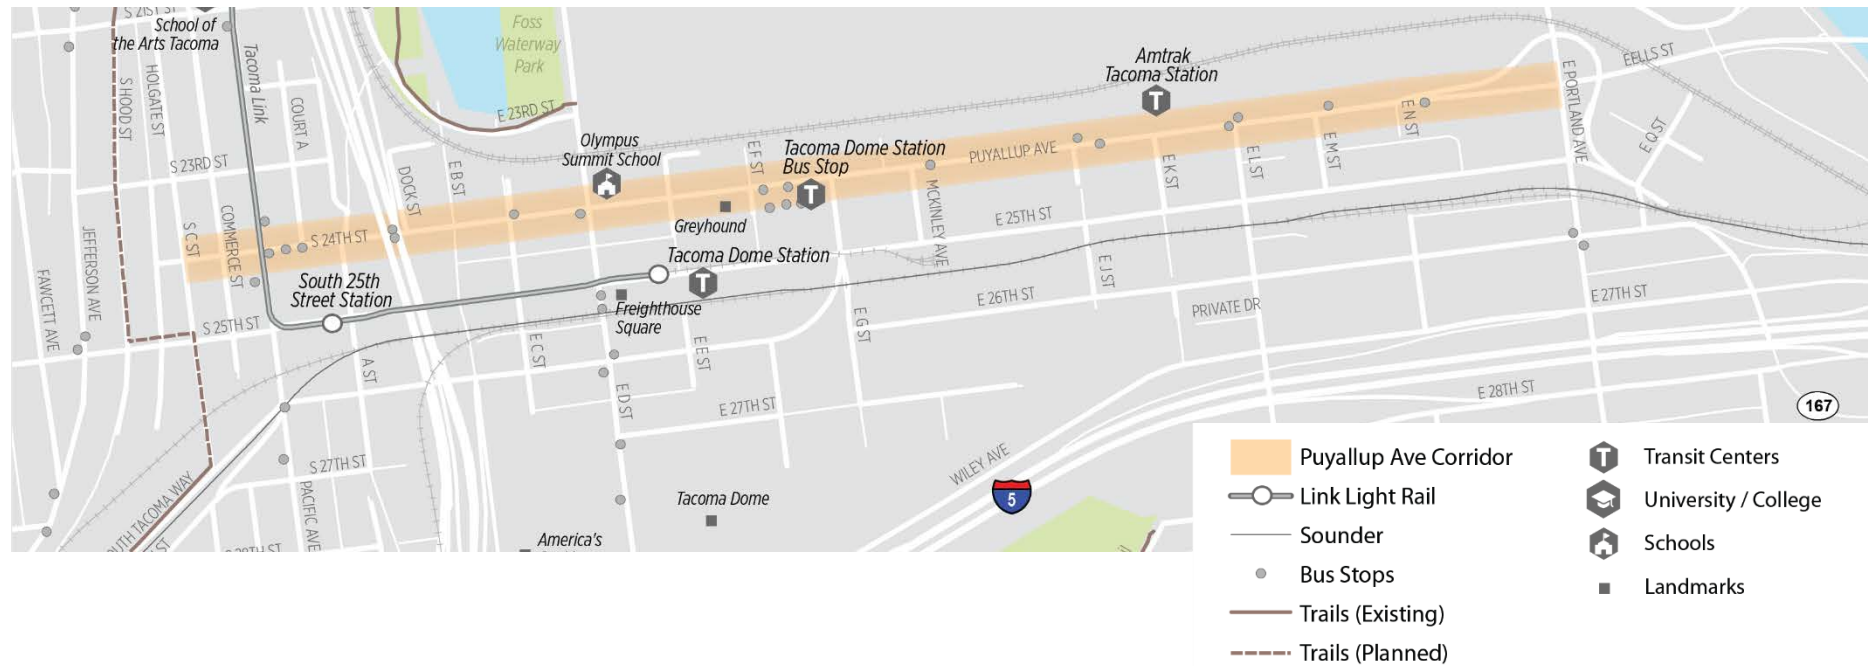 S 21ST ST
School of
the Arts Tacoma
Tacoma Link
Foss
Waterway
Park
E 23RD ST
Amtrak
Tacoma Station
EELLS ST
E PORTLAND AVE
S HOOD ST
HOLGATE ST
COURT A
S 23RD ST
DOCK ST
E B ST
Olympus
Summit School
E F ST
Tacoma Dome Station
Bus Stop
PUYALLUP AVE
MCKINLEY AVE
E K ST
E L ST
E M ST
E N ST
E Q ST
JEFFERSON AVE
FAWCETT AVE
S C ST
COMMERCE ST
S 24TH ST
Greyhound
E 25TH ST
E J ST
Tacoma Dome Station
South 25th
Street Station
S 25TH ST
A ST
E C ST
Freighthouse
Square
E E ST
E D ST
E G ST
E 26TH ST
PRIVATE DR
E 27TH ST
E 27TH ST
E 28TH ST
167
S 27TH ST
PACIFIC AVE
SOUTH TACOMA WAY
WILEY AVE
5
Tacoma Dome
America's
Puyallup Ave Corridor
Link Light Rail
Sounder
Bus Stops
Trails (Existing)
Trails (Planned)
T Transit Centers
University / College
Schools
Landmarks